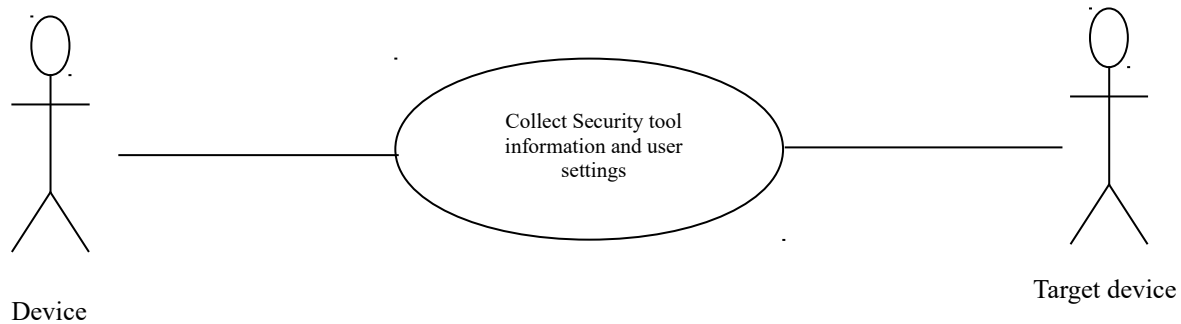 Collect Security tool
information and user
settings
Target device
Device